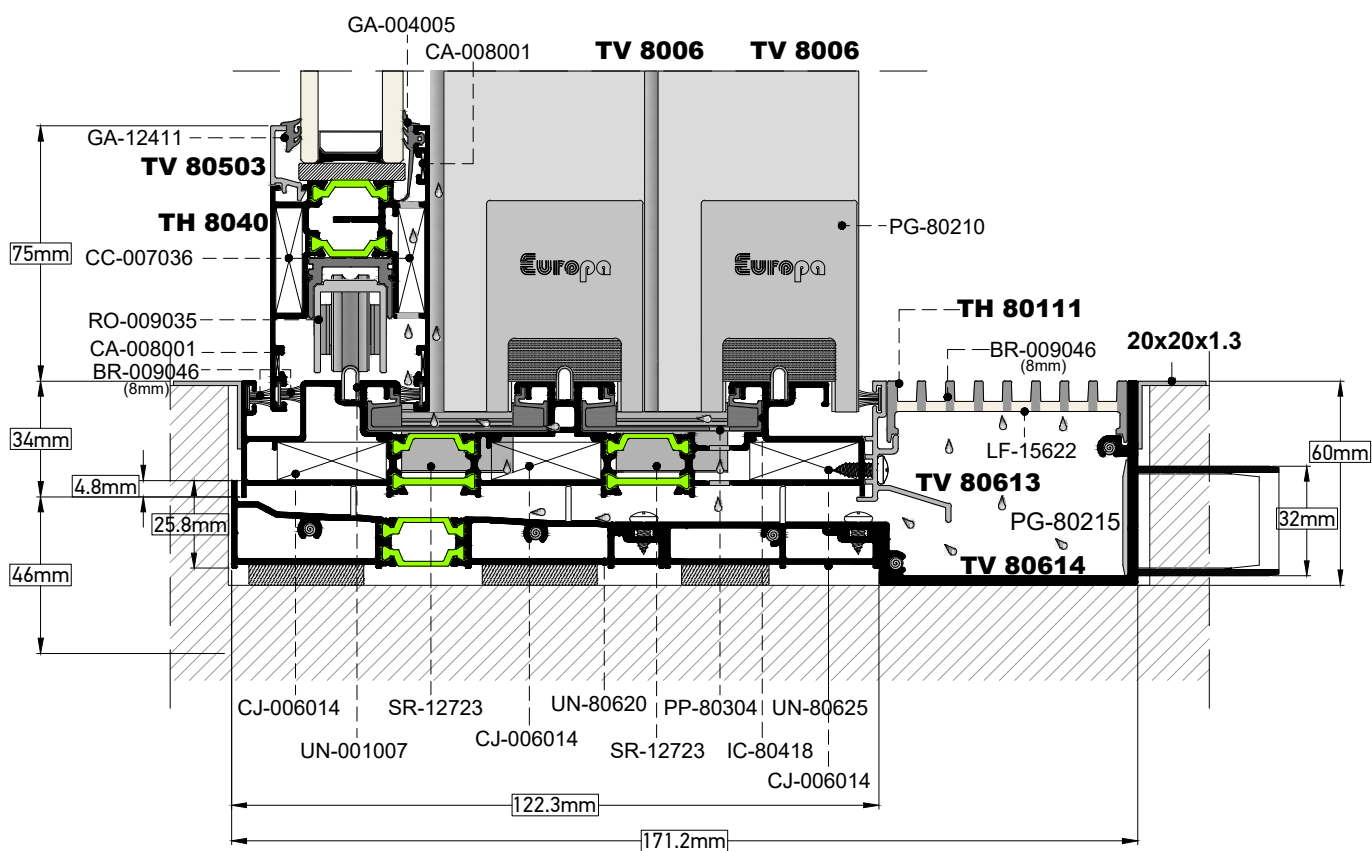 GA-004005
CA-008001
TV 8006
TV 8006
GA-12411
TV 80503
TH 8040
PG-80210
75mm
CC-007036
Europa
Europa
RO-009035
TH 80111
CA-008001
BR-009046
(8mm)
BR-009046
(8mm)
20x20x1.3
34mm
LF-15622
60mm
4.8mm
TV 80613
25.8mm
PG-80215
32mm
46mm
TV 80614
CJ-006014
SR-12723
UN-80620
PP-80304
UN-80625
UN-001007
CJ-006014
SR-12723
IC-80418
CJ-006014
122.3mm
171.2mm